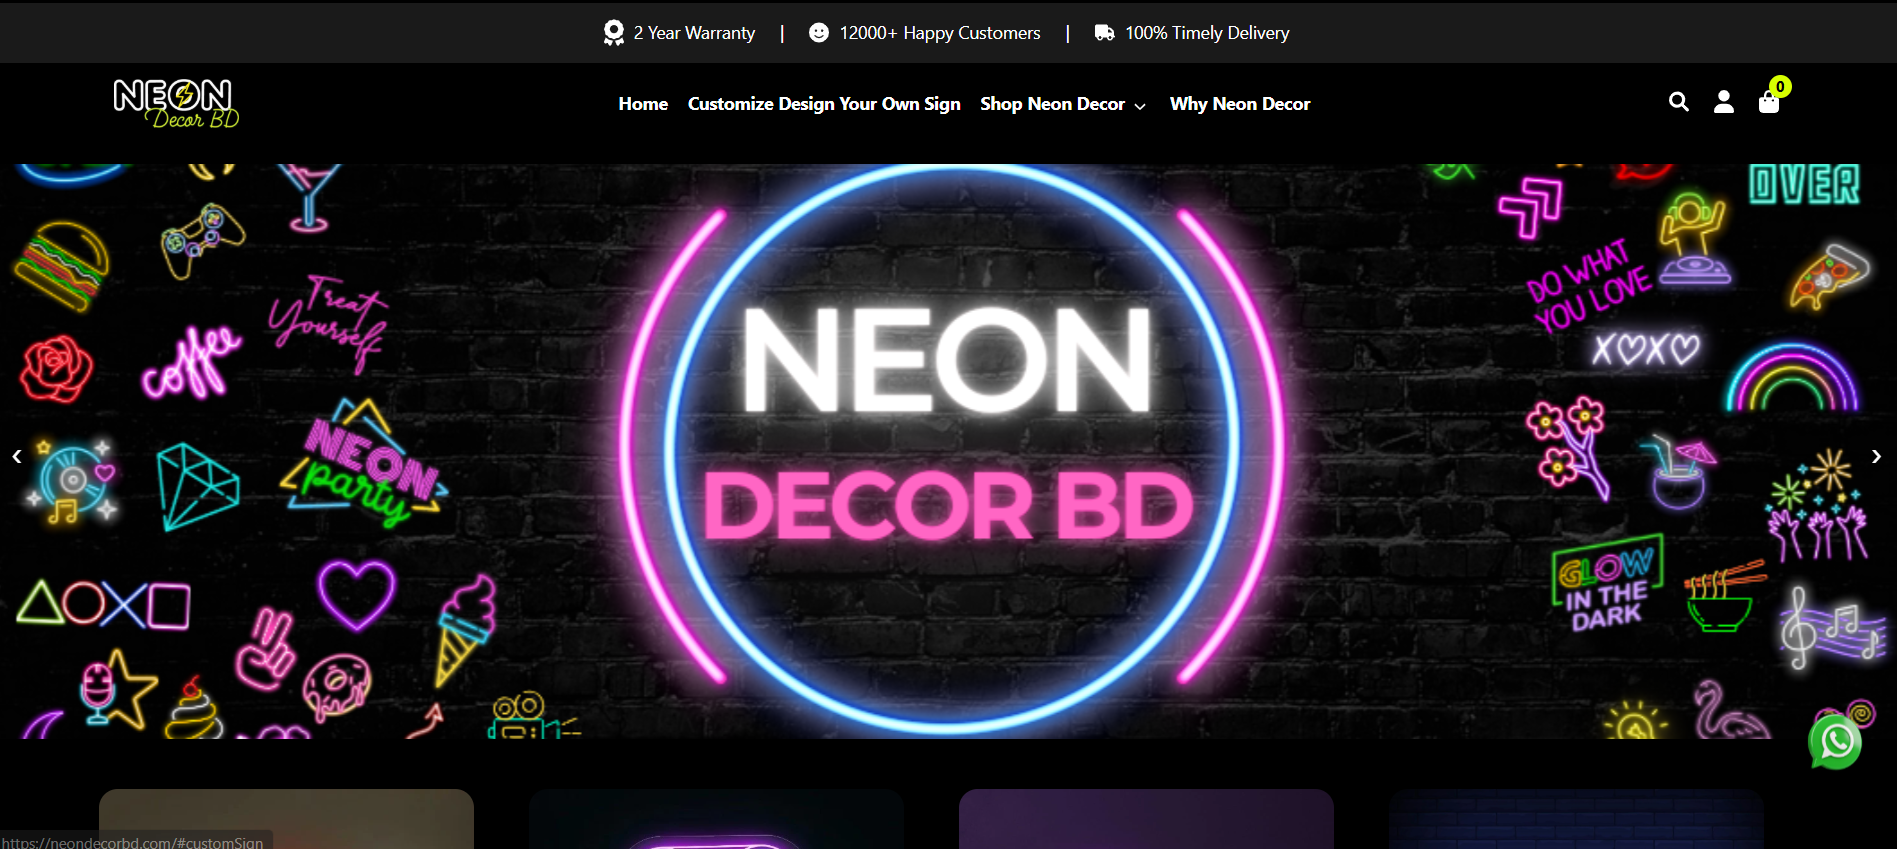 2 Year Warranty | 12000+ Happy Customers | 100% Timely Delivery
NEON
Decor BD
Home Customize Design Your Own Sign Shop Neon Decor Why Neon Decor
0
OVER
DO WHAT
YOU LOVE
Treat
Yourself
coffee
XOXO
NEON
DECOR BD
NEON
party
GLOW
IN THE
DARK
https://neondecorbd.com/#customSign